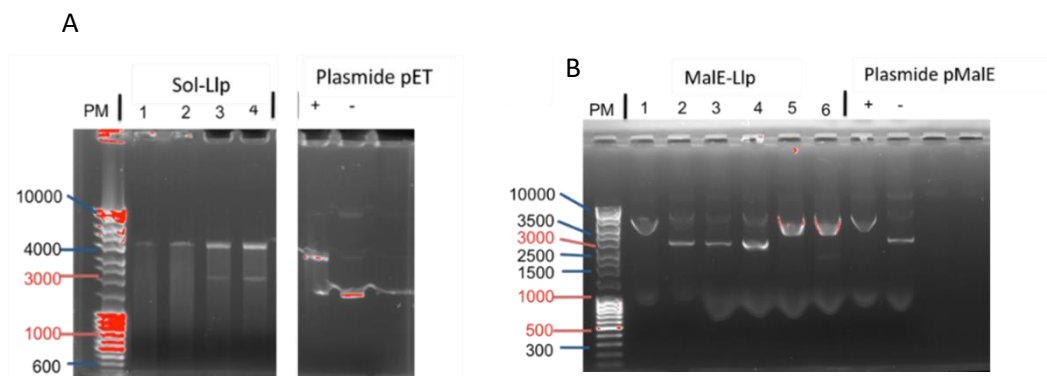 A
Sol-Llp
Plasmide pET
PM 1 2 3 4 + -
10000
4000
3000
1000
600
B
MalE-Llp
Plasmide pMalE
PM 1 2 3 4 5 6 + -
10000
3500
3000
2500
1500
1000
500
300